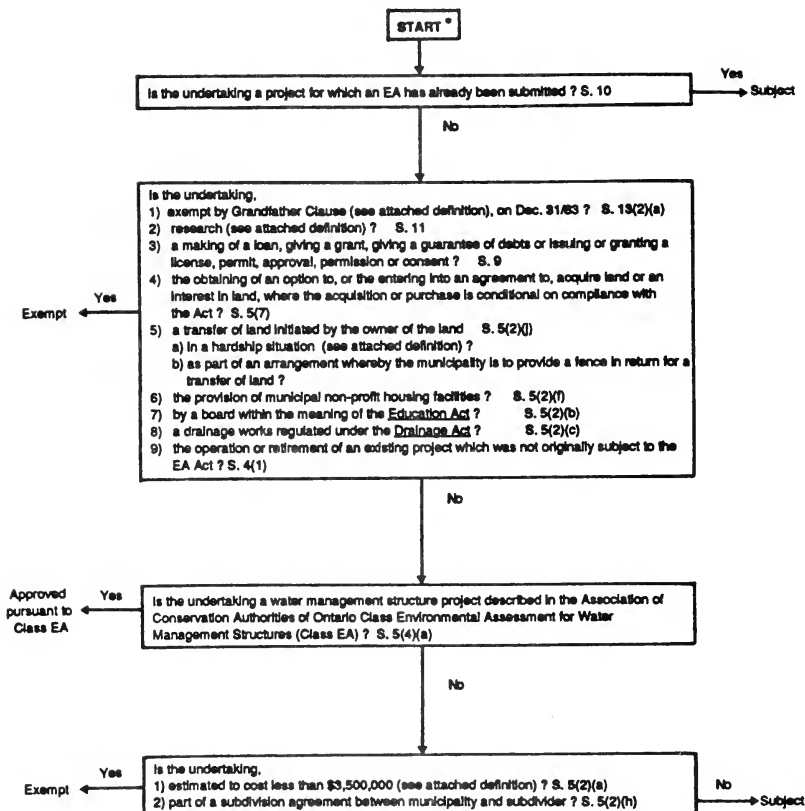 START *
Yes
Is the undertaking a project for which an EA has already been submitted ? S. 10
Subject
No
Is the undertaking,
1) exempt by Grandfather Clause (see attached definition), on Dec. 31/83 ? S. 13(2)(a)
2) research (see attached definition) ? S. 11
3) a making of a loan, giving a grant, giving a guarantee of debts or issuing or granting a
license, permit, approval, permission or consent ? S. 9
4) the obtaining of an option to, or the entering into an agreement to, acquire land or an
interest in land, where the acquisition or purchase is conditional on compliance with
Yes
Exempt
the Act ? S. 5(7)
5) a transfer of land initiated by the owner of the land S. 5(2)(j)
a) in a hardship situation (see attached definition) ?
b) as part of an arrangement whereby the municipality is to provide a fence in return for a
transfer of land ?
6) the provision of municipal non-profit housing facilities ? S. 5(2)(f)
7) by a board within the meaning of the Education Act ? S. 5(2)(b)
8) a drainage works regulated under the Drainage Act ? S. 5(2)(c)
9) the operation or retirement of an existing project which was not originally subject to the
EA Act ? S. 4(1)
No
Approved
pursuant to
Class EA
Yes
Is the undertaking a water management structure project described in the Association of
Conservation Authorities of Ontario Class Environmental Assessment for Water
Management Structures (Class EA) ? S. 5(4)(a)
No
Yes
Exempt
Is the undertaking,
1) estimated to cost less than $3,500,000 (see attached definition) ? S. 5(2)(a)
2) part of a subdivision agreement between municipality and subdivider ? S. 5(2)(h)
No
Subject